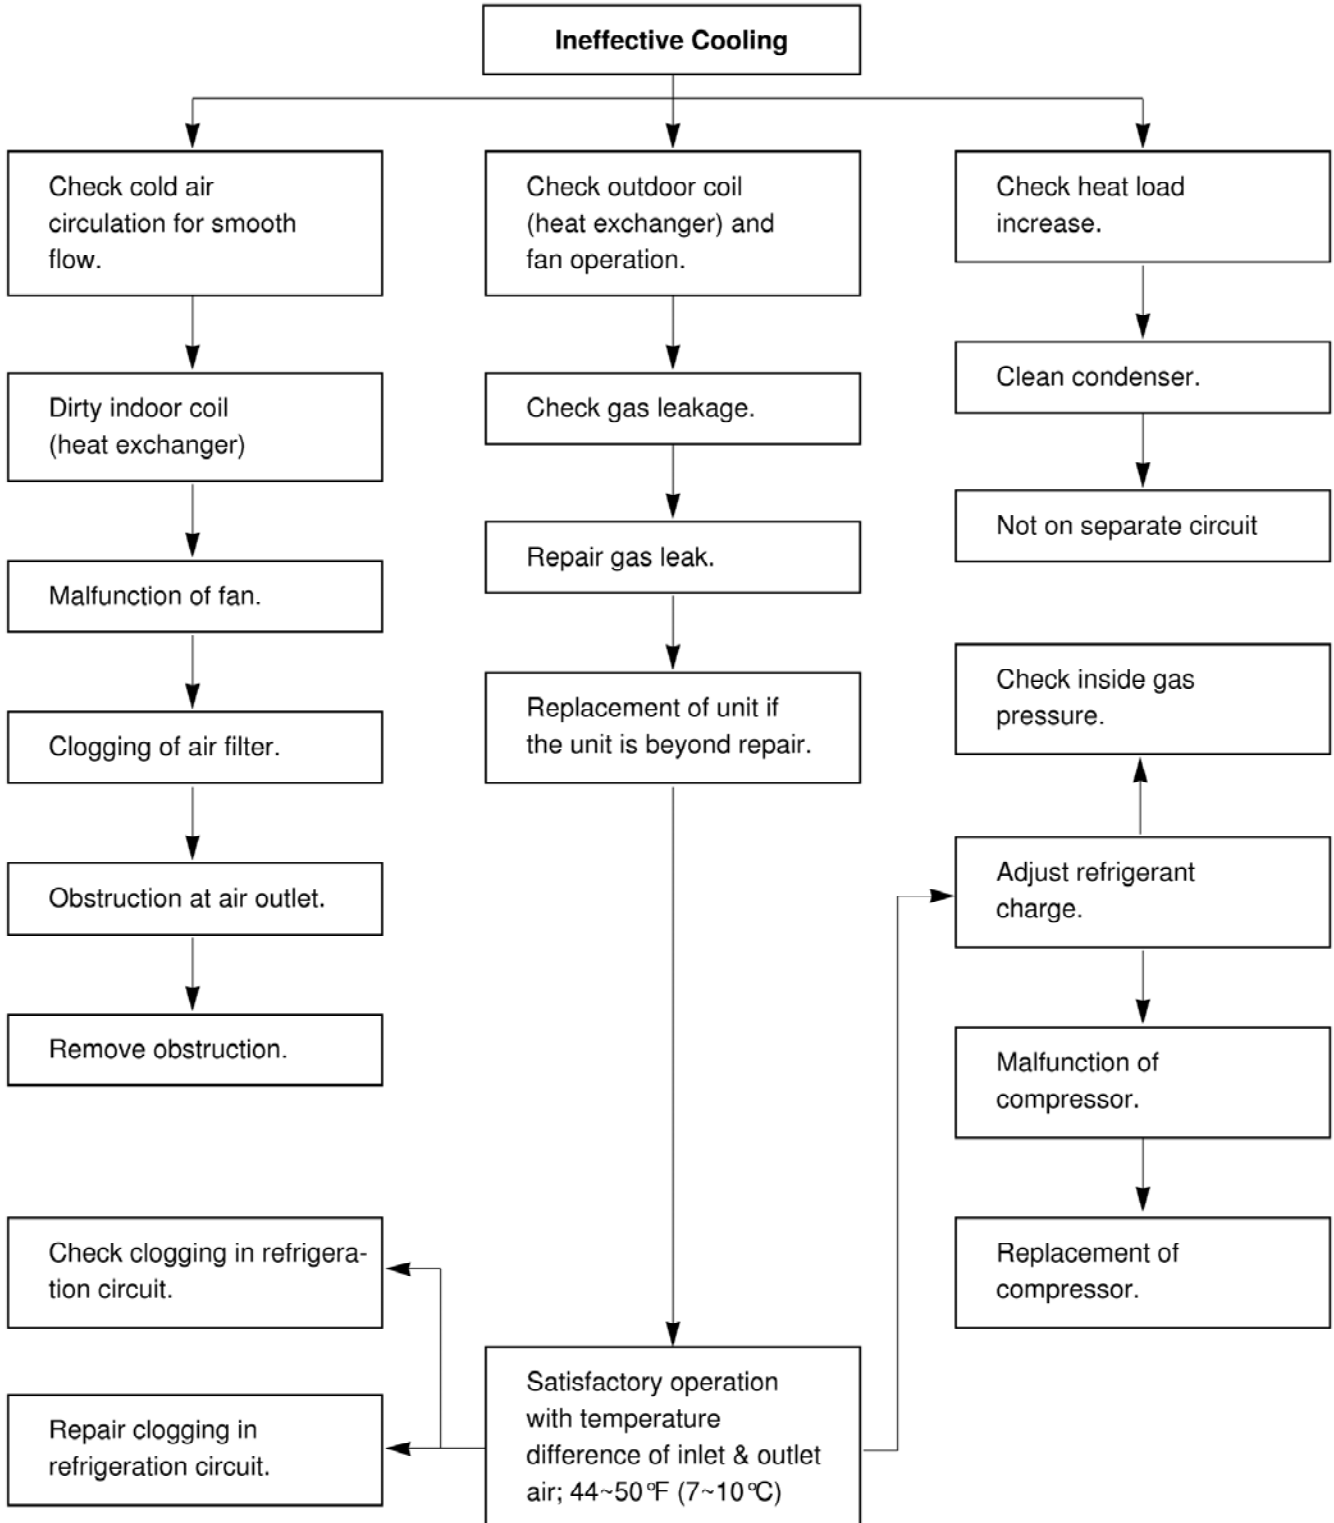 Ineffective Cooling
Check cold air
circulation for smooth
flow.
Dirty indoor coil
(heat exchanger)
Malfunction of fan.
Clogging of air filter.
Obstruction at air outlet.
Remove obstruction.
Check outdoor coil
(heat exchanger) and
fan operation.
Check gas leakage.
Repair gas leak.
Replacement of unit if
the unit is beyond repair.
Check heat load
increase.
Clean condenser.
Not on separate circuit
Check inside gas
pressure.
Adjust refrigerant
charge.
Malfunction of
compressor.
Replacement of
compressor.
Check clogging in refrigera-
tion circuit.
Repair clogging in
refrigeration circuit.
Satisfactory operation
with temperature
difference of inlet & outlet
air; 44~50°F (7~10°C)